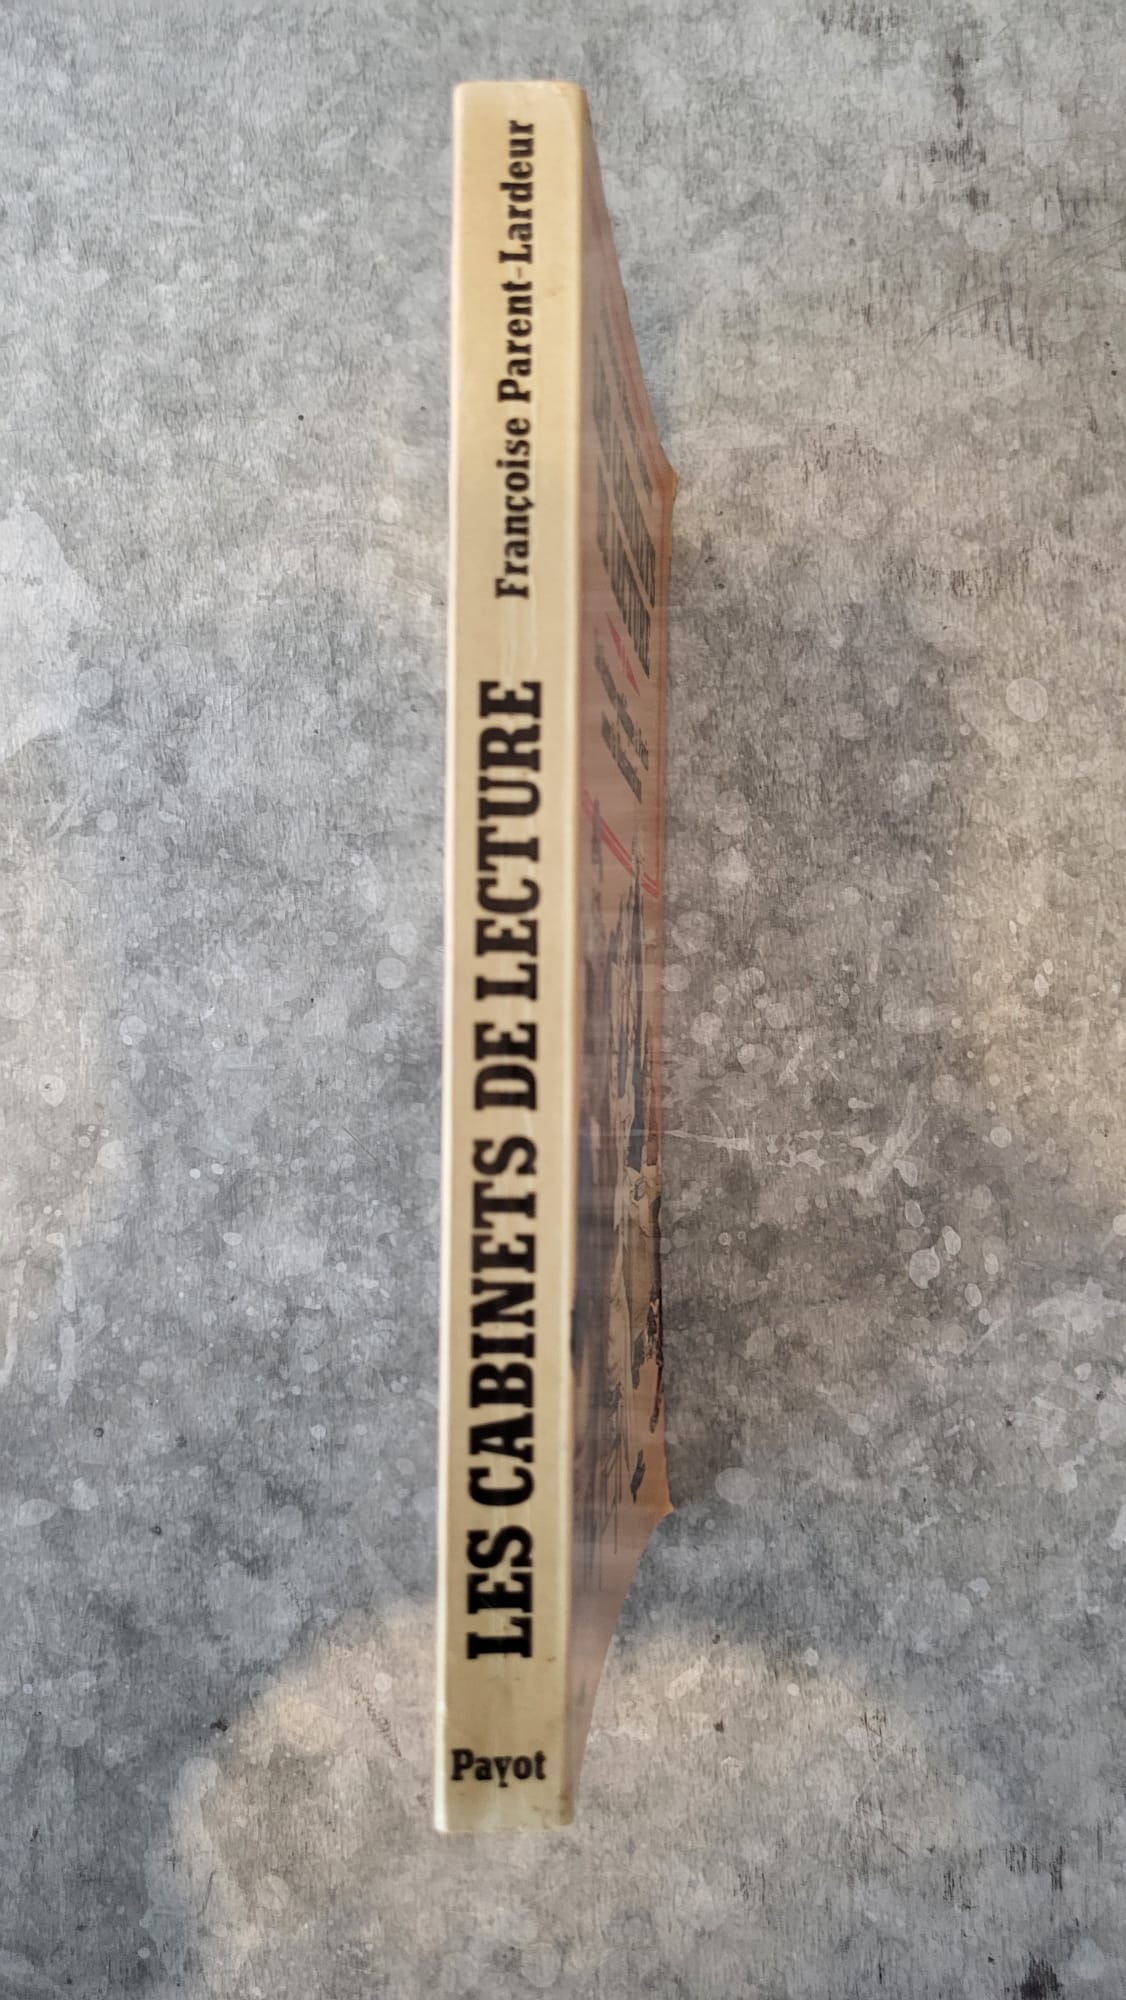 Françoise Parent-Lardeur
LES CABINETS DE LECTURE
Payot